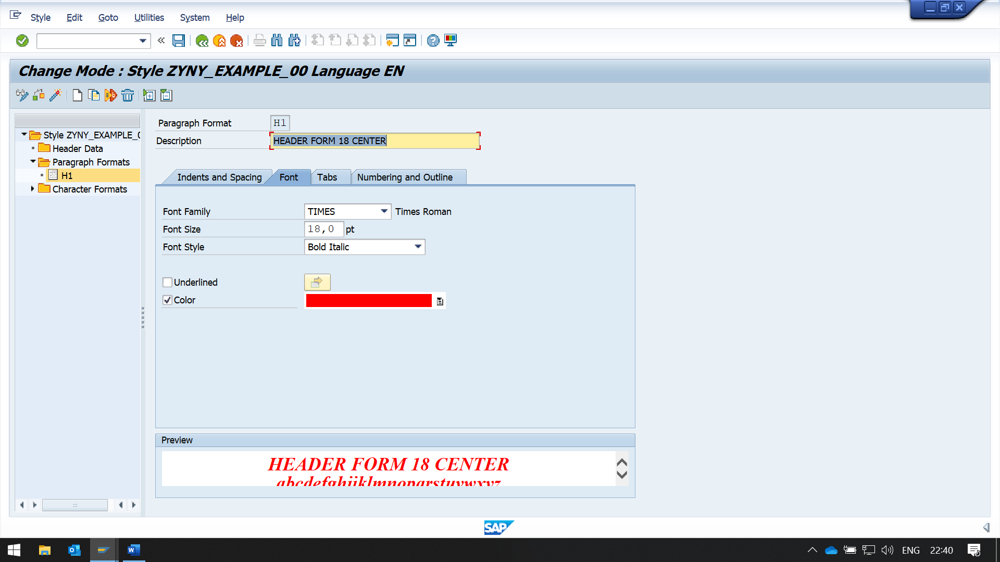 Style Edit Goto Utilities System Help
Change Mode : Style ZYNY_EXAMPLE_00 Language EN
Paragraph Format H1
Description HEADER FORM 18 CENTER
Style ZYNY_EXAMPLE_0
Header Data
Paragraph Formats
H1
Character Formats
Indents and Spacing Font Tabs Numbering and Outline
Font Family TIMES Times Roman
Font Size 18,0 pt
Font Style Bold Italic
Underlined
Color
Preview
HEADER FORM 18 CENTER
abcdefghijklmnopqrstuvwxyz
SAP
ENG 22:40